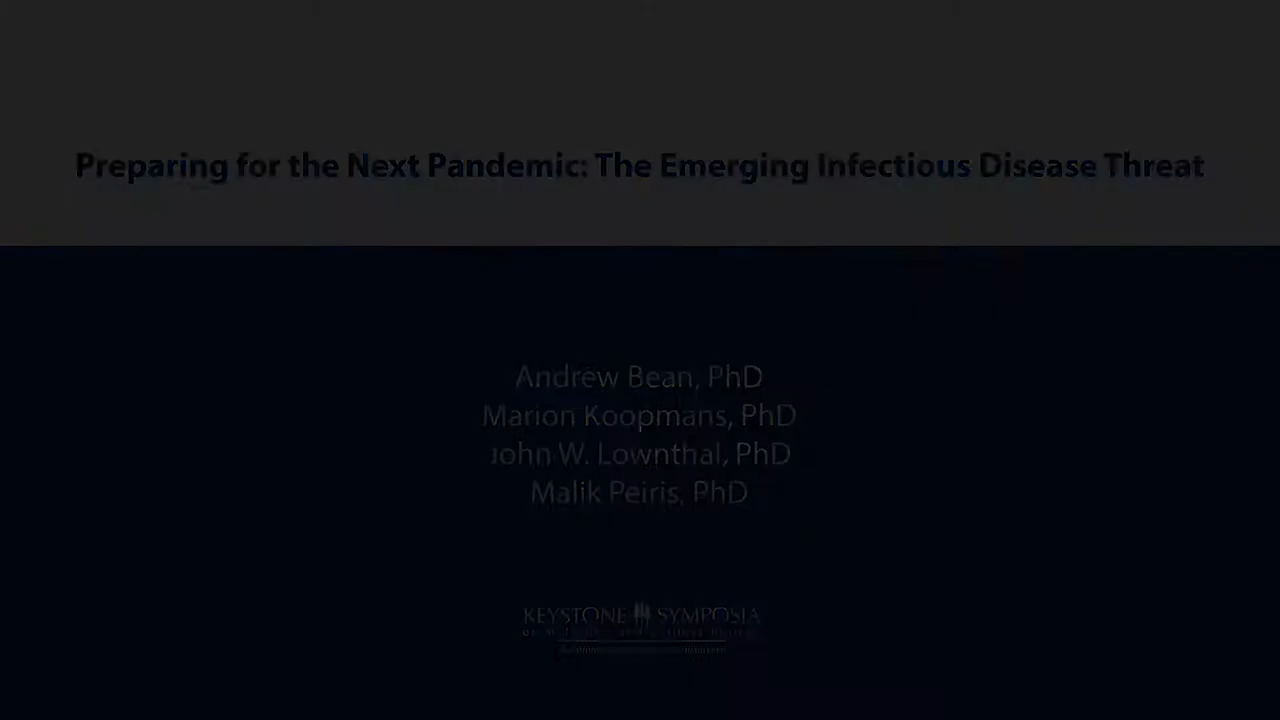 Preparing for the Next Pandemic: The Emerging Infectious Disease Threat
Andrew Bean, PhD
Marion Koopmans, PhD
John W. Lownthal, PhD
Malik Peiris, PhD
KEYSTONE SYMPOSIA